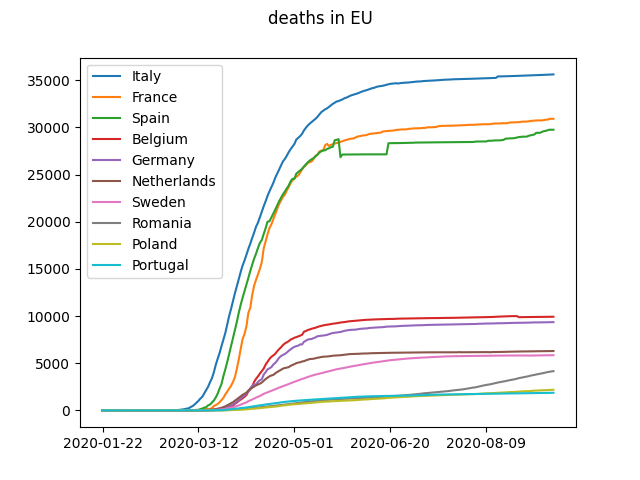 deaths in EU
35000
30000
25000
20000
15000
10000
5000
0
Italy
France
Spain
Belgium
Germany
Netherlands
Sweden
Romania
Poland
Portugal
2020-01-22 2020-03-12 2020-05-01 2020-06-20 2020-08-09